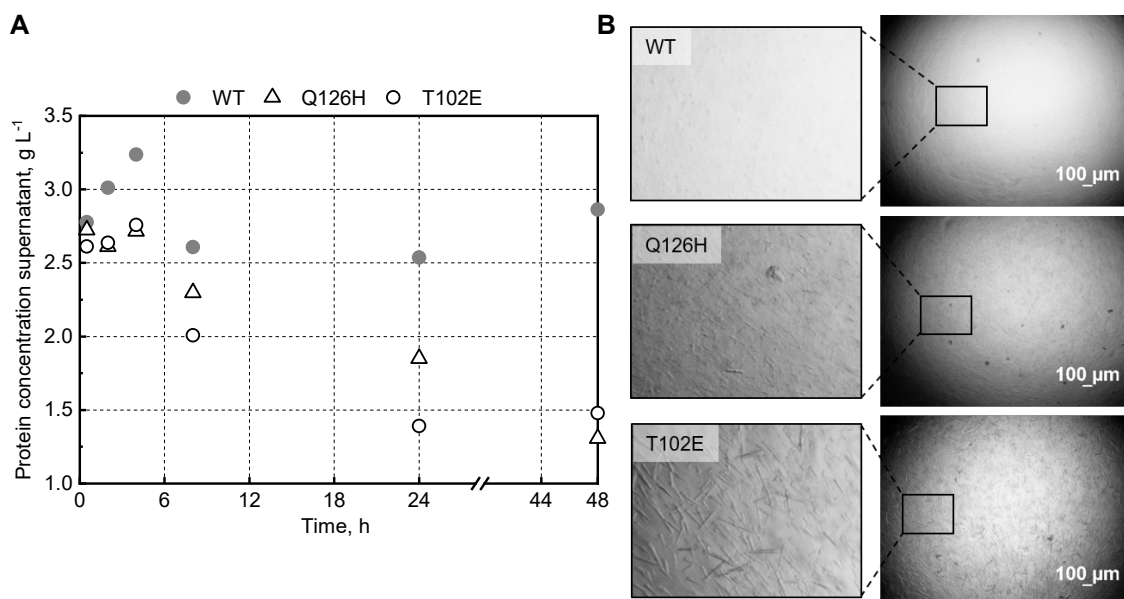 A
WT Q126H T102E
Protein concentration supernatant, g L-1
3.5
3.0
2.5
2.0
1.5
1.0
0 6 12 18 24 44 48
Time, h
B
WT
100 µm
Q126H
100 µm
T102E
100 µm